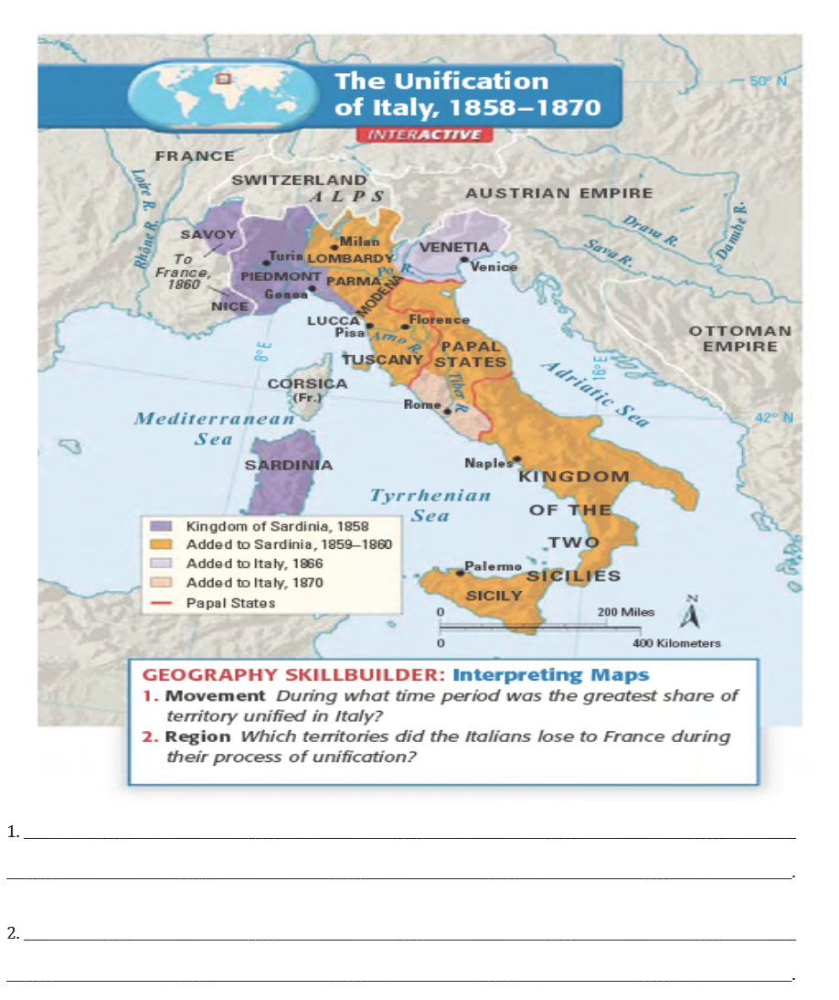 The Unification
of Italy, 1858–1870
INTERACTIVE
50° N
FRANCE
SWITZERLAND
ALPS
AUSTRIAN EMPIRE
Loire R.
Rhône R.
Drava R.
Sava R.
Danube R.
SAVOY
To
France,
1860
NICE
Turin
PIEDMONT
Genoa
Milan
LOMBARDY
Po R.
VENETIA
Venice
PARMA
MODENA
LUCCA
Pisa
Arno R.
Florence
TUSCANY
PAPAL
STATES
OTTOMAN
EMPIRE
8° E
16° E
42° N
CORSICA
(Fr.)
Tiber R.
Rome
Adriatic Sea
Mediterranean
Sea
SARDINIA
Naples
KINGDOM
OF THE
TWO
SICILIES
Tyrrhenian
Sea
Palermo
SICILY
Kingdom of Sardinia, 1858
Added to Sardinia, 1859–1860
Added to Italy, 1866
Added to Italy, 1870
Papal States
N
0 200 Miles
0 400 Kilometers
GEOGRAPHY SKILLBUILDER: Interpreting Maps
1. Movement During what time period was the greatest share of
territory unified in Italy?
2. Region Which territories did the Italians lose to France during
their process of unification?
1. ______________________________
______________________________.
2. ______________________________
______________________________.